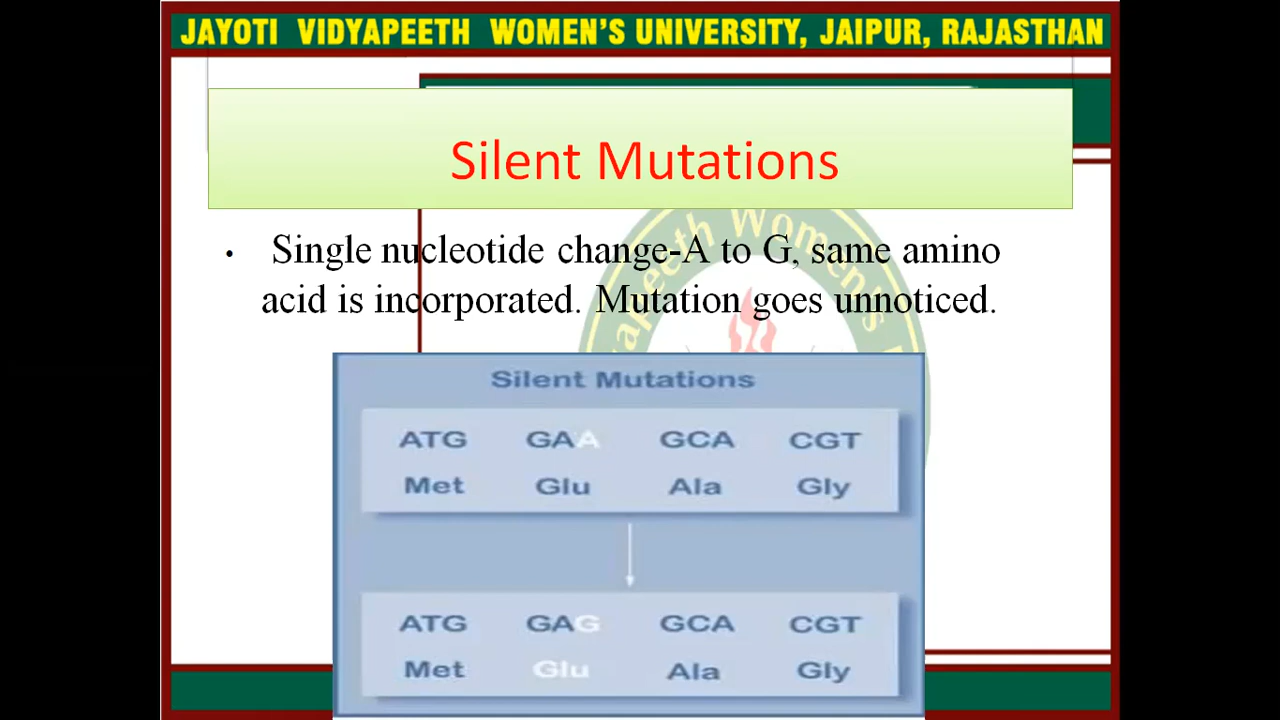 JAYOTI VIDYAPEETH WOMEN'S UNIVERSITY, JAIPUR, RAJASTHAN
Silent Mutations
• Single nucleotide change-A to G, same amino
acid is incorporated. Mutation goes unnoticed.
Silent Mutations
ATG GAA GCA CGT
Met Glu Ala Gly
ATG GAG GCA CGT
Met Glu Ala Gly